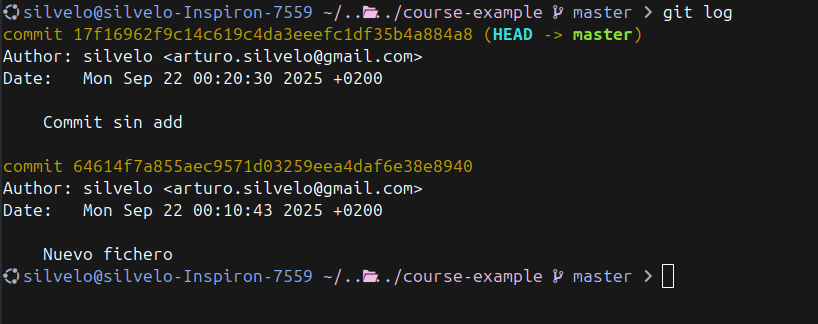 silvelo@silvelo-Inspiron-7559 ~/../../course-example master > git log
commit 17f16962f9c14c619c4da3eeefc1df35b4a884a8 (HEAD -> master)
Author: silvelo <arturo.silvelo@gmail.com>
Date:   Mon Sep 22 00:20:30 2025 +0200
    Commit sin add
commit 64614f7a855aec9571d03259eea4daf6e38e8940
Author: silvelo <arturo.silvelo@gmail.com>
Date:   Mon Sep 22 00:10:43 2025 +0200
    Nuevo fichero
silvelo@silvelo-Inspiron-7559 ~/../../course-example master >